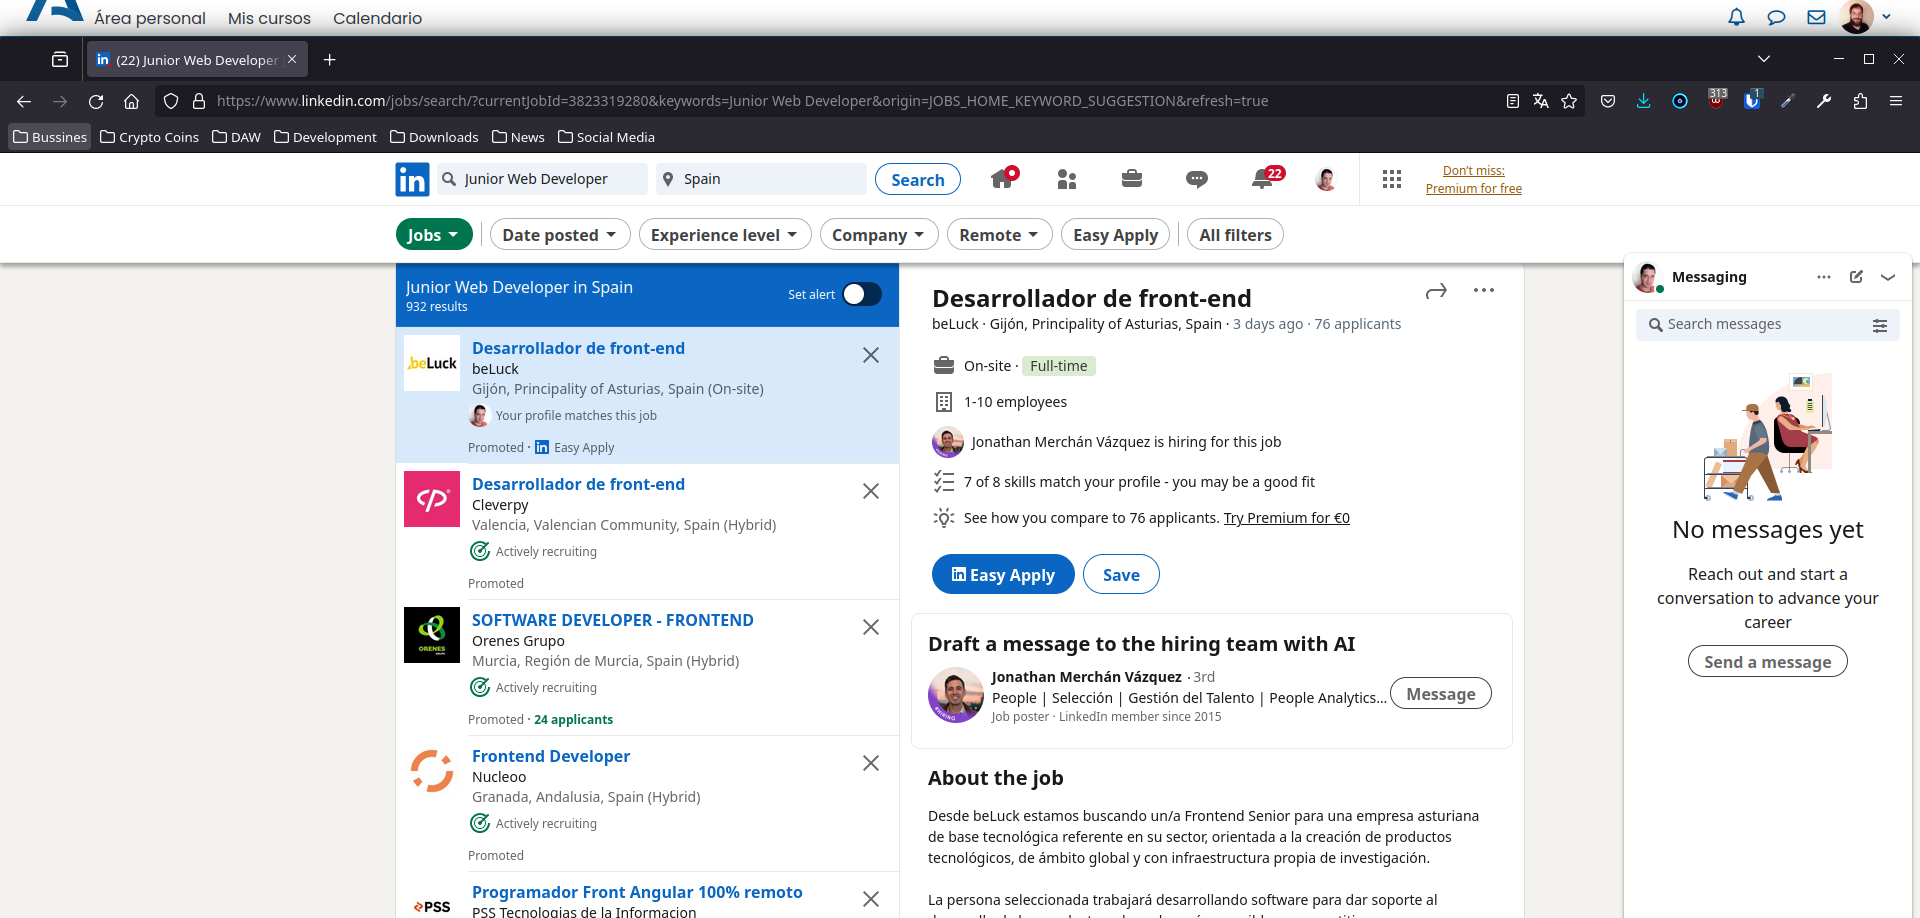 Área personal Mis cursos Calendario
(22) Junior Web Developer
https://www.linkedin.com/jobs/search/?currentJobId=3823319280&keywords=Junior Web Developer&origin=JOBS_HOME_KEYWORD_SUGGESTION&refresh=true
313
1
Bussines Crypto Coins DAW Development Downloads News Social Media
in Junior Web Developer Spain Search 22
Don't miss:
Premium for free
Jobs Date posted Experience level Company Remote Easy Apply All filters
Junior Web Developer in Spain
932 results
Set alert
beLuck
Desarrollador de front-end
beLuck
Gijón, Principality of Asturias, Spain (On-site)
Your profile matches this job
Promoted · Easy Apply
Desarrollador de front-end
Cleverpy
Valencia, Valencian Community, Spain (Hybrid)
Actively recruiting
Promoted
ORENES
SOFTWARE DEVELOPER - FRONTEND
Orenes Grupo
Murcia, Región de Murcia, Spain (Hybrid)
Actively recruiting
Promoted · 24 applicants
Frontend Developer
Nucleoo
Granada, Andalusia, Spain (Hybrid)
Actively recruiting
Promoted
PSS
Programador Front Angular 100% remoto
PSS Tecnologias de la Informacion
Desarrollador de front-end
beLuck · Gijón, Principality of Asturias, Spain · 3 days ago · 76 applicants
On-site · Full-time
1-10 employees
Jonathan Merchán Vázquez is hiring for this job
7 of 8 skills match your profile - you may be a good fit
See how you compare to 76 applicants. Try Premium for €0
Easy Apply Save
Draft a message to the hiring team with AI
Jonathan Merchán Vázquez · 3rd
People | Selección | Gestión del Talento | People Analytics...
Job poster · LinkedIn member since 2015
#HIRING
Message
About the job
Desde beLuck estamos buscando un/a Frontend Senior para una empresa asturiana
de base tecnológica referente en su sector, orientada a la creación de productos
tecnológicos, de ámbito global y con infraestructura propia de investigación.
La persona seleccionada trabajará desarrollando software para dar soporte al
Messaging
Search messages
No messages yet
Reach out and start a
conversation to advance your
career
Send a message